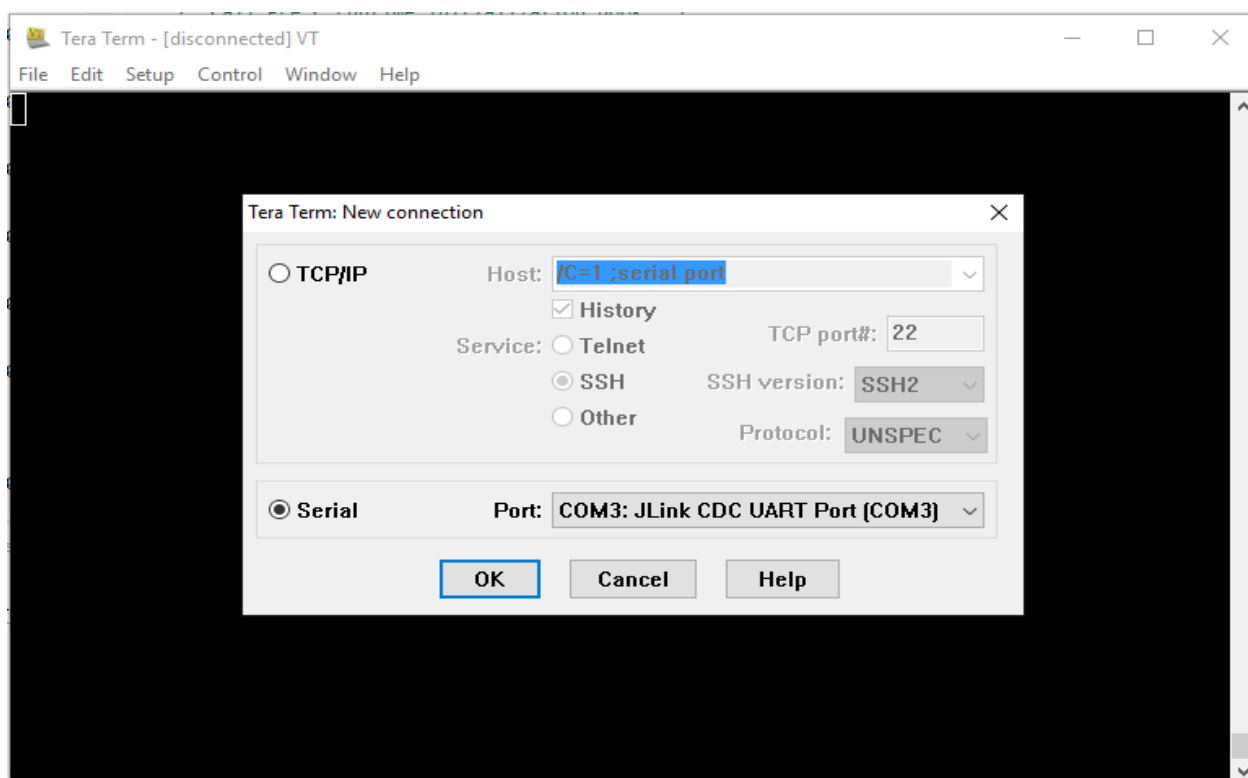 Tera Term - [disconnected] VT
File Edit Setup Control Window Help
Tera Term: New connection
TCP/IP Host: /C=1 ;serial port
History
Service: Telnet TCP port#: 22
SSH SSH version: SSH2
Other Protocol: UNSPEC
Serial Port: COM3: JLink CDC UART Port (COM3)
OK Cancel Help